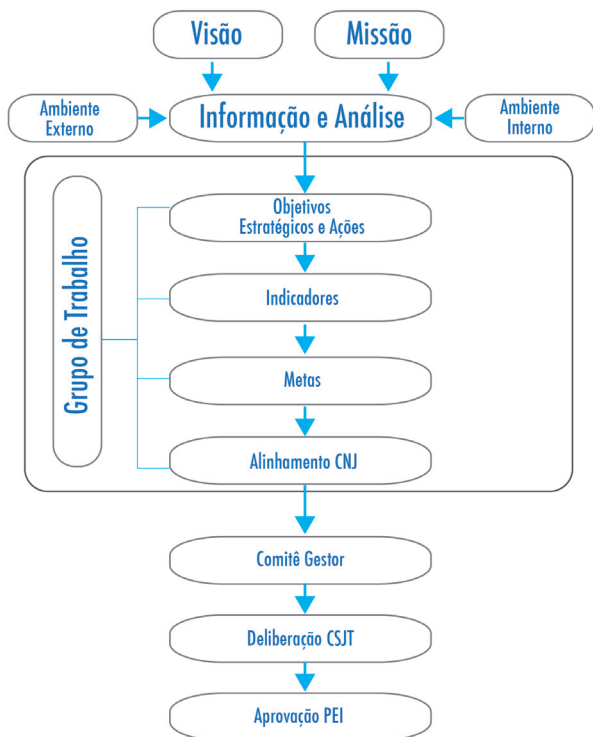 Visão
Missão
Ambiente
Externo
Informação e Análise
Ambiente
Interno
Grupo de Trabalho
Objetivos
Estratégicos e Ações
Indicadores
Metas
Alinhamento CNJ
Comitê Gestor
Deliberação CSJT
Aprovação PEI